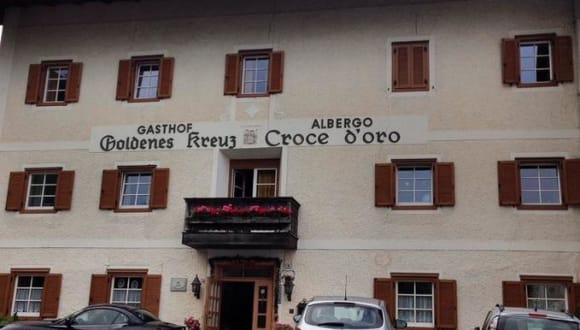 GASTHOF
Goldenes Kreuz
ALBERGO
Croce d'oro